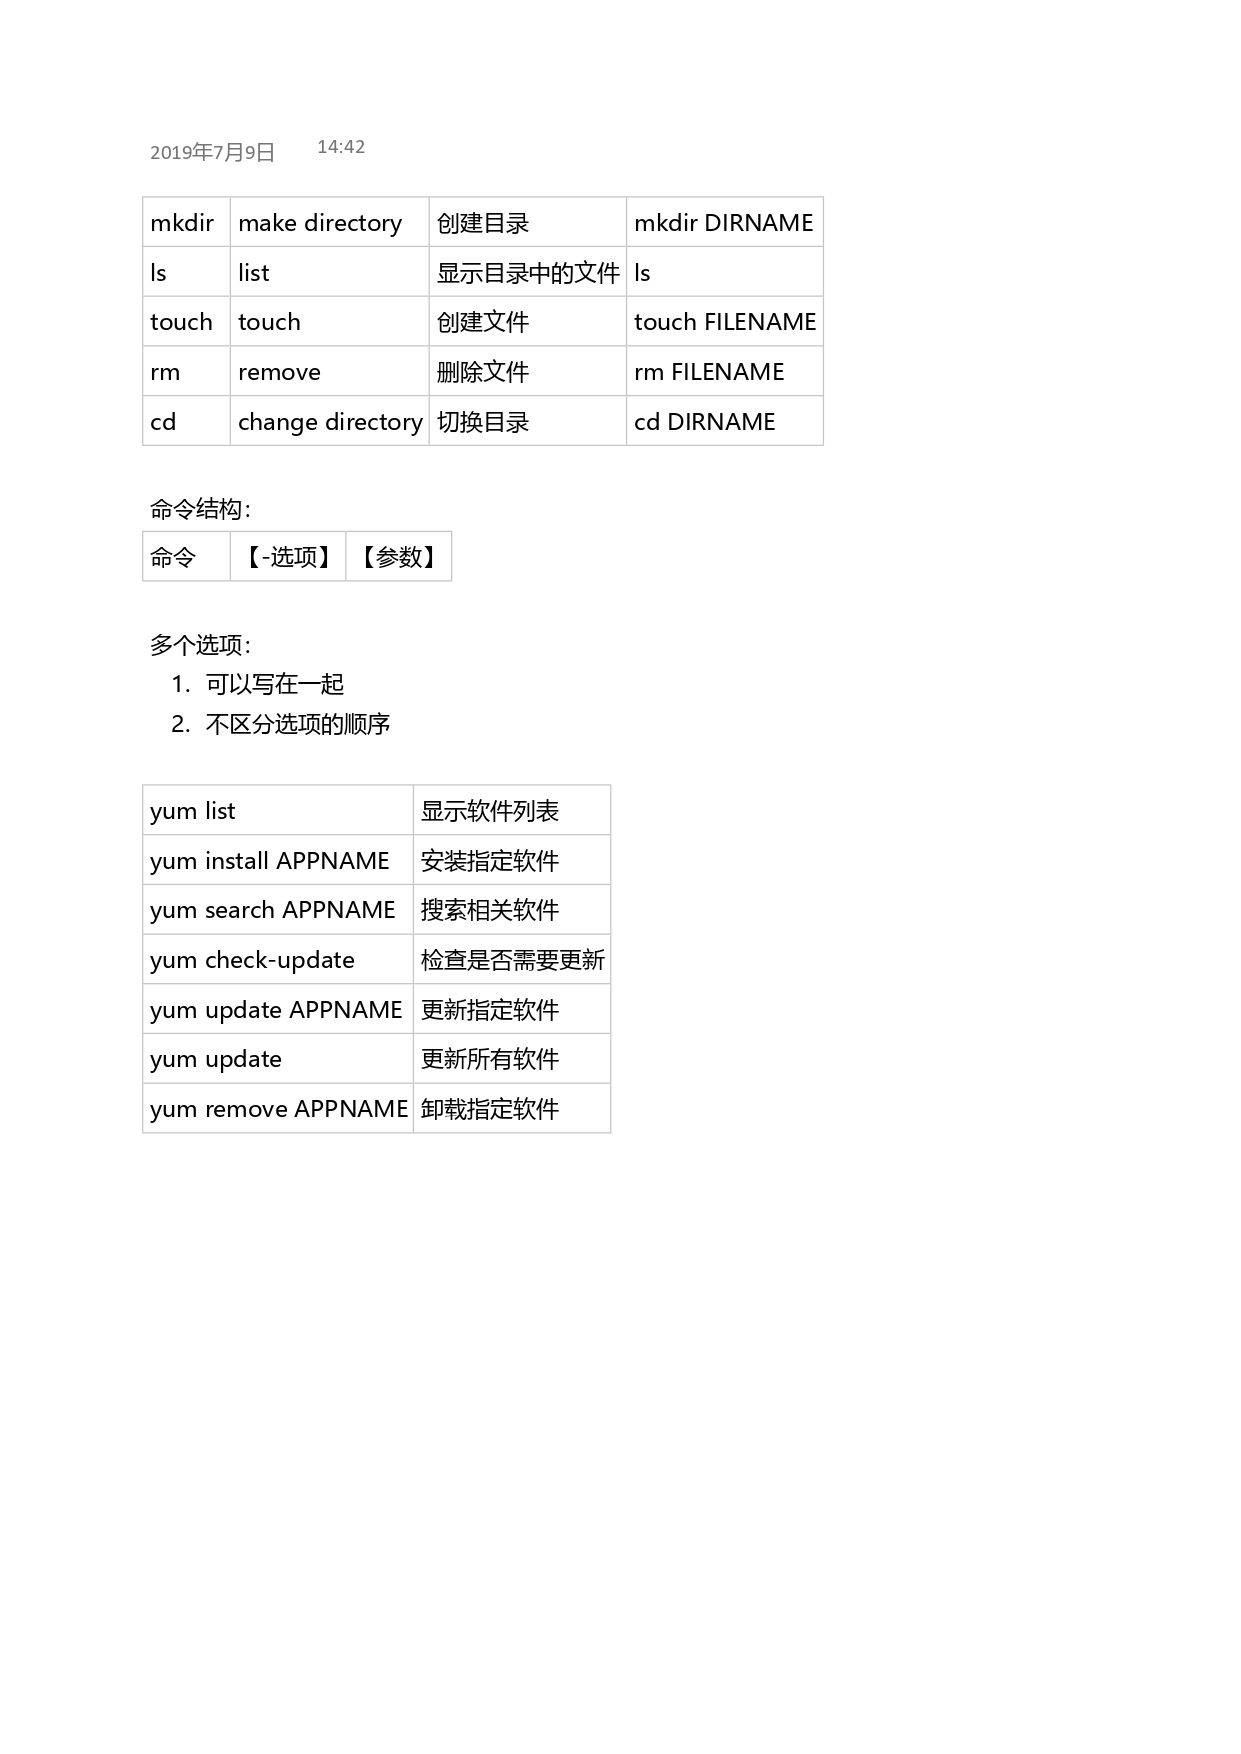 2019年7月9日 14:42
mkdir make directory 创建目录 mkdir DIRNAME
ls list 显示目录中的文件 ls
touch touch 创建文件 touch FILENAME
rm remove 删除文件 rm FILENAME
cd change directory 切换目录 cd DIRNAME
命令结构：
命令 【-选项】 【参数】
多个选项：
1. 可以写在一起
2. 不区分选项的顺序
yum list 显示软件列表
yum install APPNAME 安装指定软件
yum search APPNAME 搜索相关软件
yum check-update 检查是否需要更新
yum update APPNAME 更新指定软件
yum update 更新所有软件
yum remove APPNAME 卸载指定软件